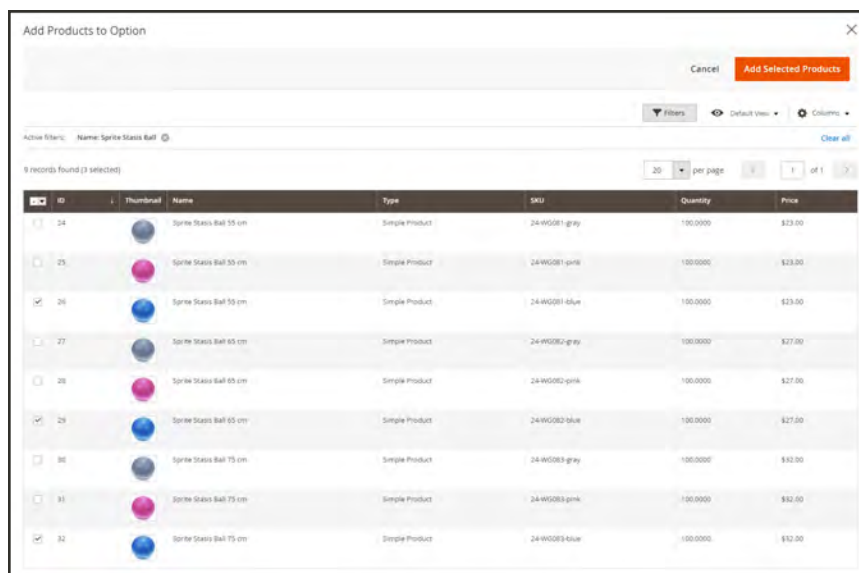 Add Products to Option
Cancel Add Selected Products
Filters Default View Columns
Active filters: Name: Sprite Stasis Ball Clear all
9 records found (3 selected) 20 per page 1 of 1
ID Thumbnail Name Type SKU Quantity Price
24 Sprite Stasis Ball 55 cm Simple Product 24-WG081-gray 100.0000 $23.00
25 Sprite Stasis Ball 55 cm Simple Product 24-WG081-pink 100.0000 $23.00
26 Sprite Stasis Ball 55 cm Simple Product 24-WG081-blue 100.0000 $23.00
27 Sprite Stasis Ball 65 cm Simple Product 24-WG082-gray 100.0000 $27.00
28 Sprite Stasis Ball 65 cm Simple Product 24-WG082-pink 100.0000 $27.00
29 Sprite Stasis Ball 65 cm Simple Product 24-WG082-blue 100.0000 $27.00
30 Sprite Stasis Ball 75 cm Simple Product 24-WG083-gray 100.0000 $32.00
31 Sprite Stasis Ball 75 cm Simple Product 24-WG083-pink 100.0000 $32.00
32 Sprite Stasis Ball 75 cm Simple Product 24-WG083-blue 100.0000 $32.00